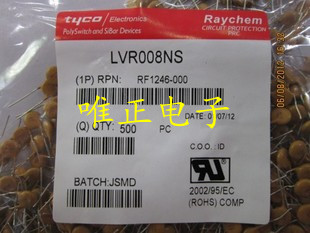 tyco / Electronics
PolySwitch and SiBar Devices
Raychem
CIRCUIT PROTECTION
LVR008NS
(1P) RPN: RF1246-000
DATE: 07/12
(Q) QTY: 500 PC
唯正电子
C.O.O. : ID
BATCH:JSMD
2002/95/EC
(ROHS) COMP